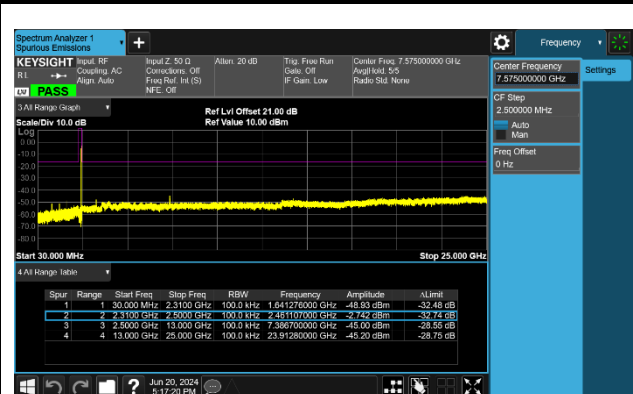 Spectrum Analyzer 1
Spurious Emissions
Frequency
KEYSIGHT
R L
Input: RF
Coupling: AC
Align: Auto
Input Z: 50 Ω
Corrections: Off
Freq Ref: Int (S)
NFE: Off
Atten: 20 dB
Trig: Free Run
Gate: Off
IF Gain: Low
Center Freq: 7.575000000 GHz
Avg|Hold: 5/5
Radio Std: None
PASS
Center Frequency
7.575000000 GHz
Settings
CF Step
2.500000 MHz
Auto
Man
Freq Offset
0 Hz
3 All Range Graph
Scale/Div 10.0 dB
Ref Lvl Offset 21.00 dB
Ref Value 10.00 dBm
Log
0.00
-10.0
-20.0
-30.0
-40.0
-50.0
-60.0
-70.0
-80.0
Start 30.000 MHz
Stop 25.000 GHz
4 All Range Table
Spur Range Start Freq Stop Freq RBW Frequency Amplitude ΔLimit
1 1 30.000 MHz 2.3100 GHz 100.0 kHz 1.641276000 GHz -48.93 dBm -32.48 dB
2 2 2.3100 GHz 2.5000 GHz 100.0 kHz 2.461107000 GHz -2.742 dBm -32.74 dB
3 3 2.5000 GHz 13.000 GHz 100.0 kHz 7.386700000 GHz -45.00 dBm -28.55 dB
4 4 13.000 GHz 25.000 GHz 100.0 kHz 23.91280000 GHz -45.20 dBm -28.75 dB
Jun 20, 2024
5:17:20 PM